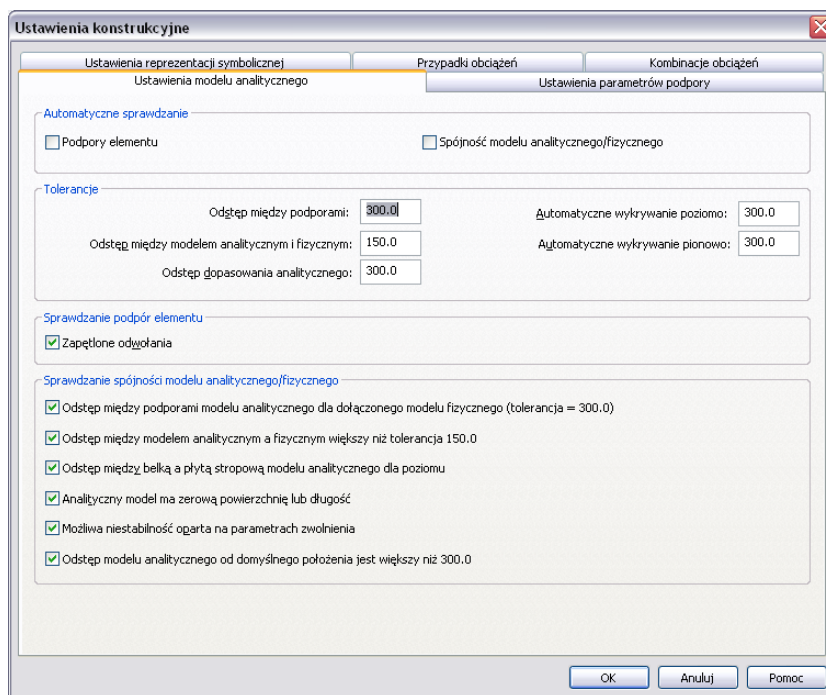 Ustawienia konstrukcyjne
Ustawienia reprezentacji symbolicznej
Przypadki obciążeń
Kombinacje obciążeń
Ustawienia modelu analitycznego
Ustawienia parametrów podpory
Automatyczne sprawdzanie
Podpory elementu
Spójność modelu analitycznego/fizycznego
Tolerancje
Odstęp między podporami: 300.0
Automatyczne wykrywanie poziomo: 300.0
Odstęp między modelem analitycznym i fizycznym: 150.0
Automatyczne wykrywanie pionowo: 300.0
Odstęp dopasowania analitycznego: 300.0
Sprawdzanie podpór elementu
Zapętlone odwołania
Sprawdzanie spójności modelu analitycznego/fizycznego
Odstęp między podporami modelu analitycznego dla dołączonego modelu fizycznego (tolerancja = 300.0)
Odstęp między modelem analitycznym a fizycznym większy niż tolerancja 150.0
Odstęp między belką a płytą stropową modelu analitycznego dla poziomu
Analityczny model ma zerową powierzchnię lub długość
Możliwa niestabilność oparta na parametrach zwolnienia
Odstęp modelu analitycznego od domyślnego położenia jest większy niż 300.0
OK
Anuluj
Pomoc